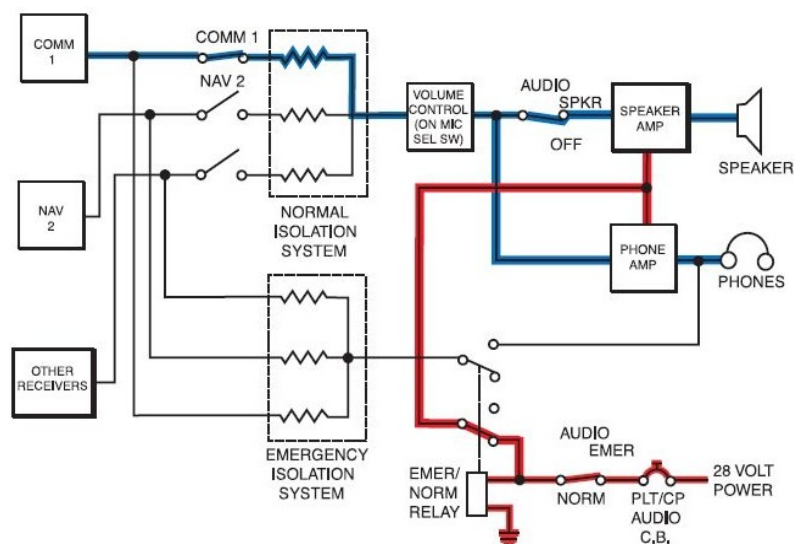 COMM
1
COMM 1
NAV 2
NAV
2
OTHER
RECEIVERS
NORMAL
ISOLATION
SYSTEM
EMERGENCY
ISOLATION
SYSTEM
VOLUME
CONTROL
(ON MIC
SEL SW)
AUDIO
SPKR
OFF
SPEAKER
AMP
SPEAKER
PHONE
AMP
PHONES
EMER/
NORM
RELAY
AUDIO
EMER
NORM
PLT/CP
AUDIO
C.B.
28 VOLT
POWER